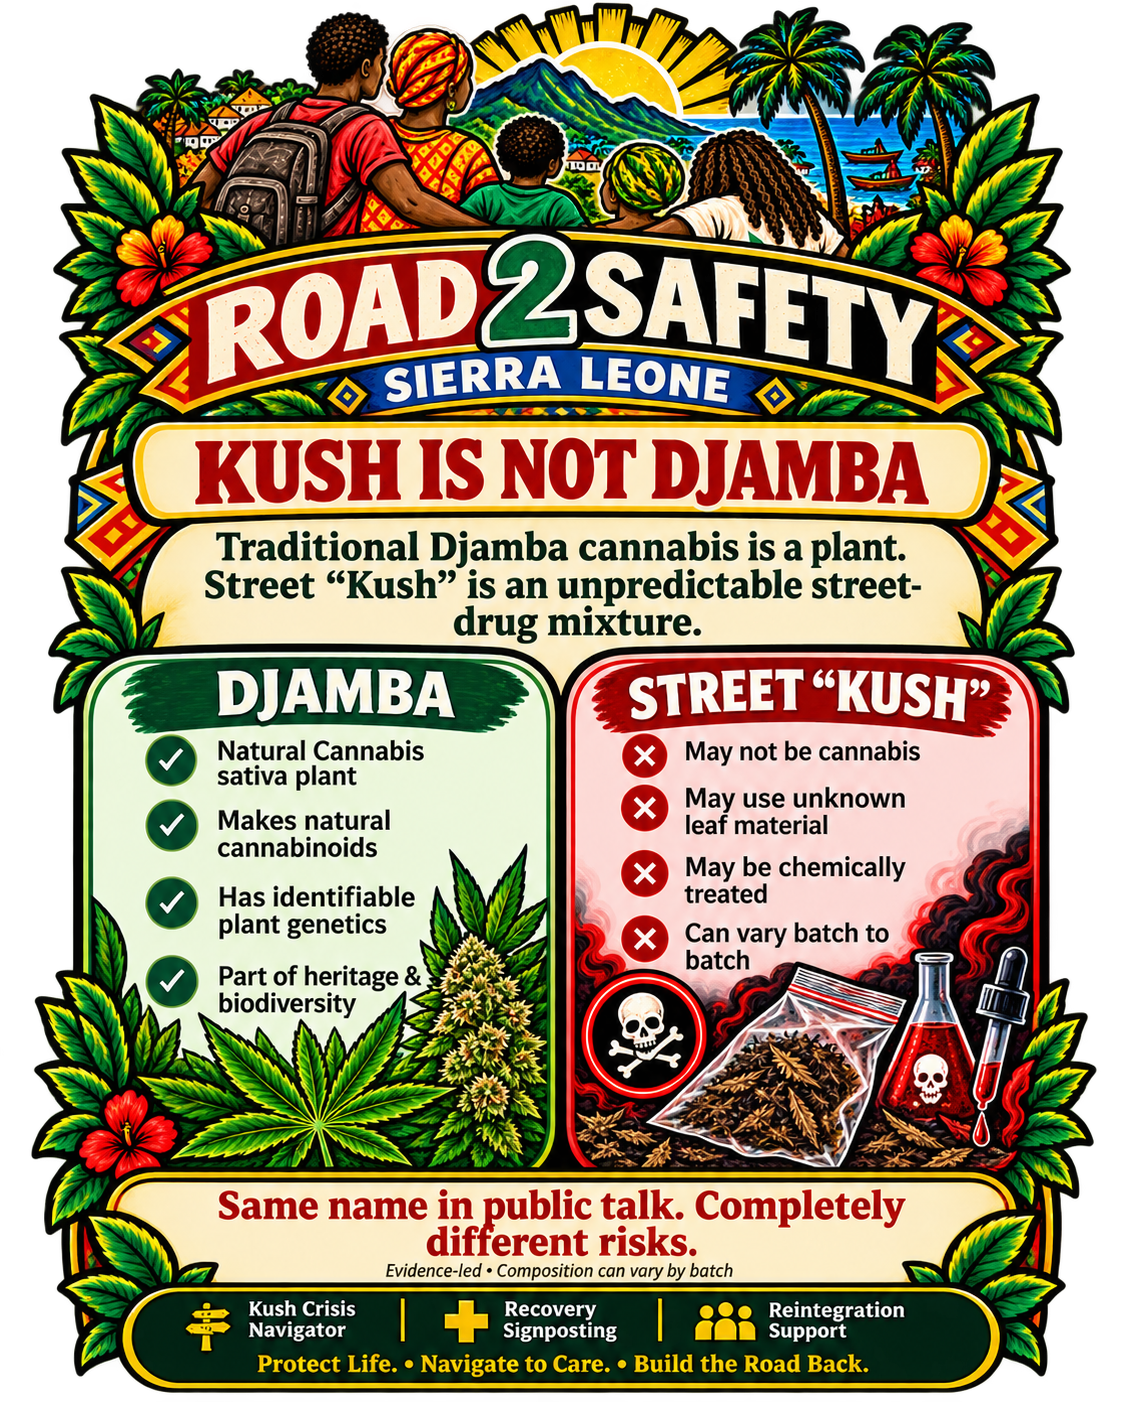 ROAD 2 SAFETY
SIERRA LEONE
KUSH IS NOT DJAMBA
Traditional Djamba cannabis is a plant.
Street “Kush” is an unpredictable street-
drug mixture.
DJAMBA
Natural Cannabis
sativa plant
Makes natural
cannabinoids
Has identifiable
plant genetics
Part of heritage &
biodiversity
STREET “KUSH”
May not be cannabis
May use unknown
leaf material
May be chemically
treated
Can vary batch to
batch
Same name in public talk. Completely
different risks.
Evidence-led • Composition can vary by batch
Kush Crisis
Navigator
Recovery
Signposting
Reintegration
Support
Protect Life. • Navigate to Care. • Build the Road Back.